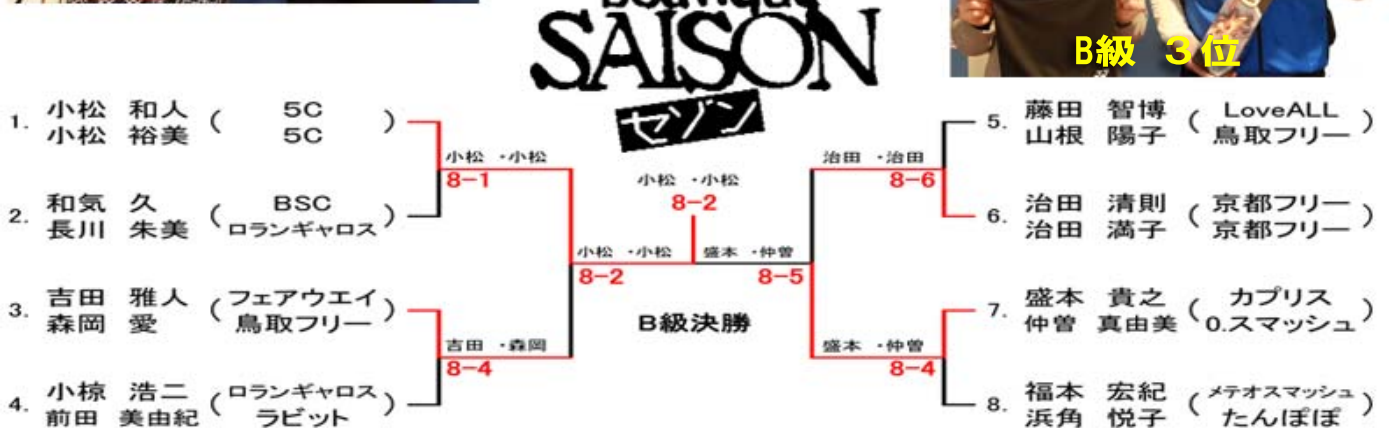 boutique
SAISON
セゾン
B級 3位
1. 小松 和人 ( 5C )
小松 裕美 5C
2. 和気 久 ( BSC )
長川 朱美 ロランギャロス
3. 吉田 雅人 ( フェアウエイ )
森岡 愛 鳥取フリー
4. 小椋 浩二 ( ロランギャロス )
前田 美由紀 ラビット
小松 ・小松
8-1
吉田 ・森岡
8-4
小松 ・小松
8-2
小松 ・小松
8-2
盛本 ・仲曽
8-5
B級決勝
治田 ・治田
8-6
盛本 ・仲曽
8-4
5. 藤田 智博 ( LoveALL )
山根 陽子 鳥取フリー
6. 治田 清則 ( 京都フリー )
治田 満子 京都フリー
7. 盛本 貴之 ( カプリス )
仲曽 真由美 O.スマッシュ
8. 福本 宏紀 ( メテオスマッシュ )
浜角 悦子 たんぽぽ